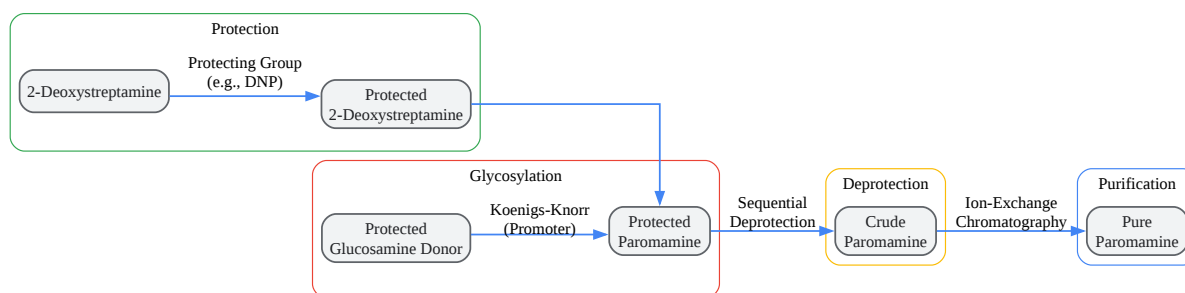 Protection
2-Deoxystreptamine
Protecting Group
(e.g., DNP)
Protected
2-Deoxystreptamine
Glycosylation
Protected
Glucosamine Donor
Koenigs-Knorr
(Promoter)
Protected
Paromamine
Sequential
Deprotection
Deprotection
Crude
Paromamine
Ion-Exchange
Chromatography
Purification
Pure
Paromamine